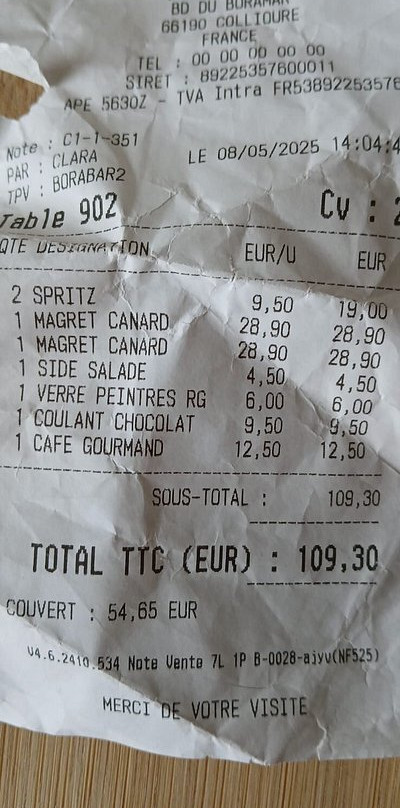 BD DU BORAMAR
66190 COLLIOURE
FRANCE
TEL : 00 00 00 00 00
SIRET : 89225357600011
APE 5630Z - TVA Intra FR53892253576
Note : C1-1-351
PAR : CLARA
LE 08/05/2025 14:04:4
TPV : BORABAR2
Table 902 Cv : 2
QTE DESIGNATION EUR/U EUR
2 SPRITZ 9,50 19,00
1 MAGRET CANARD 28,90 28,90
1 MAGRET CANARD 28,90 28,90
1 SIDE SALADE 4,50 4,50
1 VERRE PEINTRES RG 6,00 6,00
1 COULANT CHOCOLAT 9,50 9,50
1 CAFE GOURMAND 12,50 12,50
SOUS-TOTAL : 109,30
TOTAL TTC (EUR) : 109,30
COUVERT : 54,65 EUR
V4.6.2410.534 Note Vente 7L 1P B-0028-ajyv(NF525)
MERCI DE VOTRE VISITE